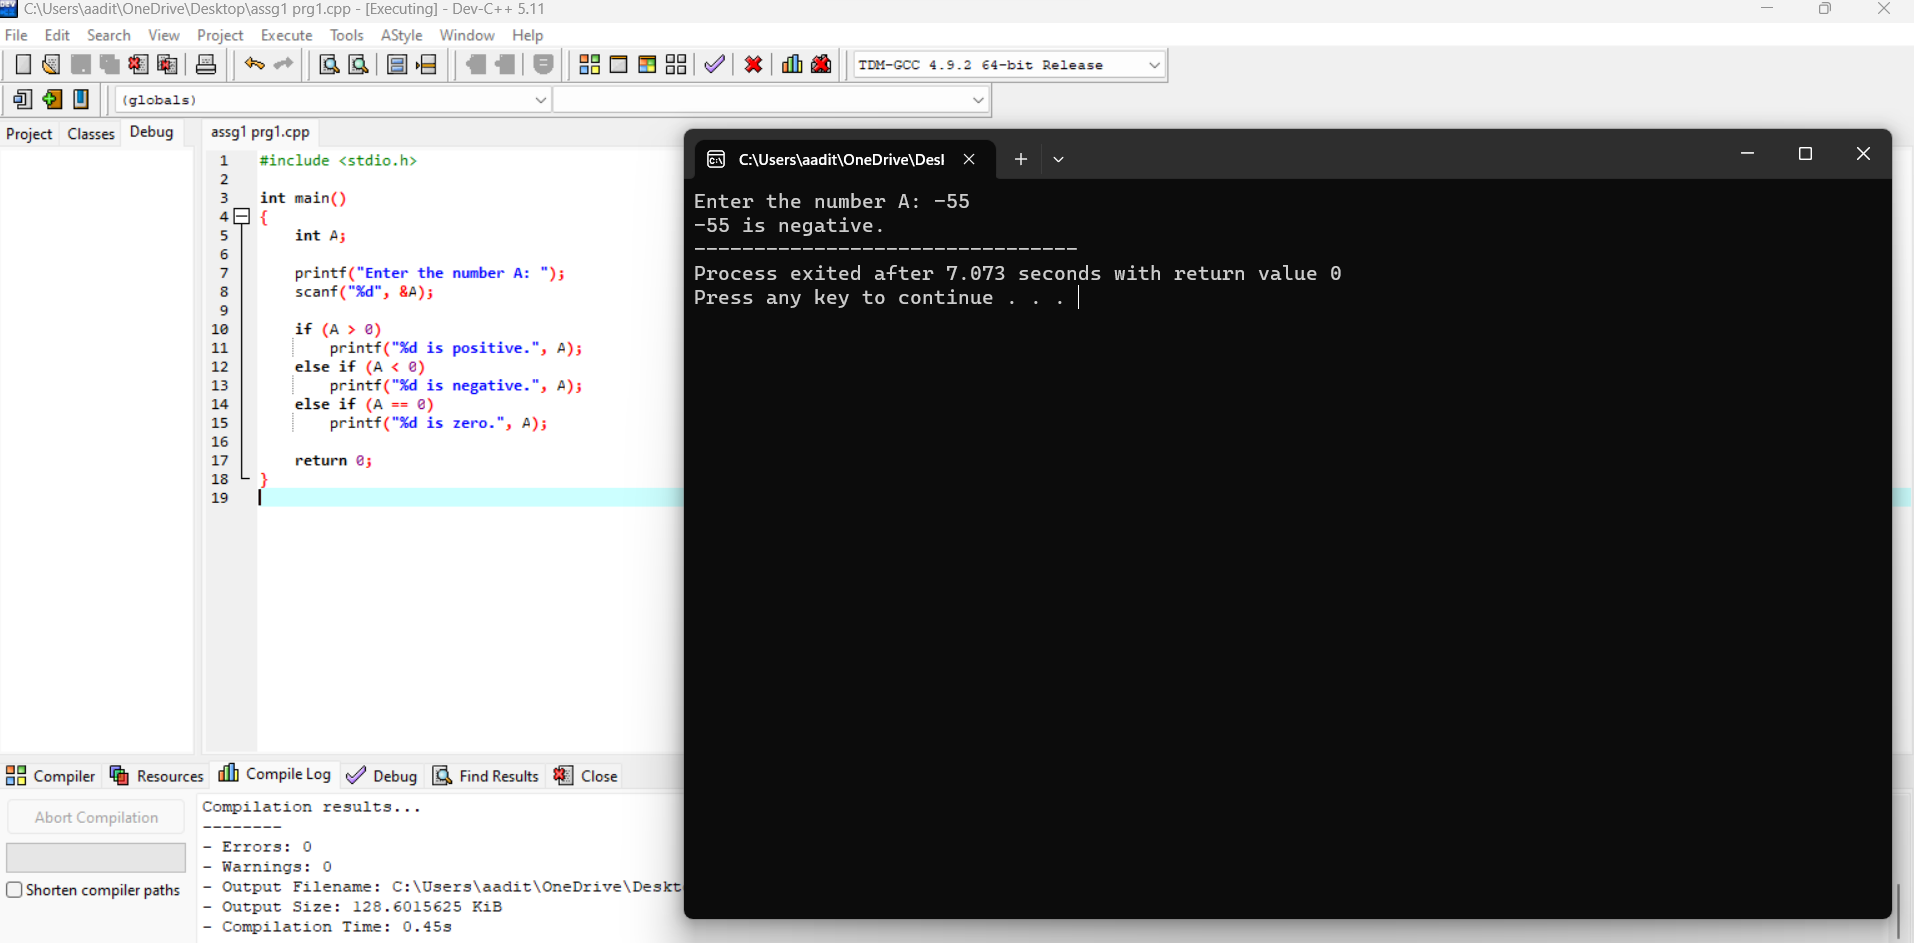 C:\Users\aadit\OneDrive\Desktop\assg1 prg1.cpp - [Executing] - Dev-C++ 5.11
File Edit Search View Project Execute Tools AStyle Window Help
TDM-GCC 4.9.2 64-bit Release
(globals)
Project Classes Debug
assg1 prg1.cpp
1 #include <stdio.h>
2
3 int main()
4 {
5 int A;
6
7 printf("Enter the number A: ");
8 scanf("%d", &A);
9
10 if (A > 0)
11 printf("%d is positive.", A);
12 else if (A < 0)
13 printf("%d is negative.", A);
14 else if (A == 0)
15 printf("%d is zero.", A);
16
17 return 0;
18 }
19
C:\Users\aadit\OneDrive\Desl
Enter the number A: -55
-55 is negative.
--------------------------------
Process exited after 7.073 seconds with return value 0
Press any key to continue . . .
Compiler Resources Compile Log Debug Find Results Close
Abort Compilation
Shorten compiler paths
Compilation results...
--------
- Errors: 0
- Warnings: 0
- Output Filename: C:\Users\aadit\OneDrive\Deskt
- Output Size: 128.6015625 KiB
- Compilation Time: 0.45s